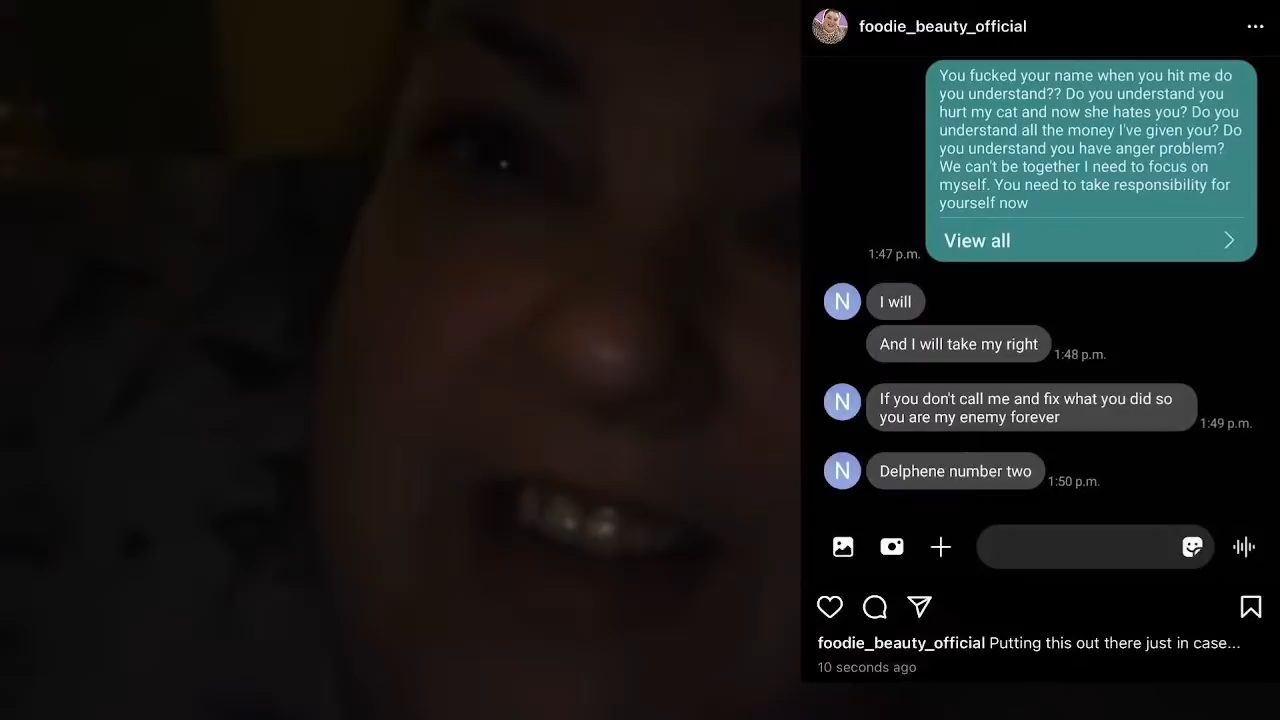 foodie_beauty_official
You fucked your name when you hit me do
you understand?? Do you understand you
hurt my cat and now she hates you? Do you
understand all the money I've given you? Do
you understand you have anger problem?
We can't be together I need to focus on
myself. You need to take responsibility for
yourself now
View all
1:47 p.m.
N I will
And I will take my right 1:48 p.m.
N If you don't call me and fix what you did so
you are my enemy forever 1:49 p.m.
N Delphene number two 1:50 p.m.
foodie_beauty_official Putting this out there just in case...
10 seconds ago